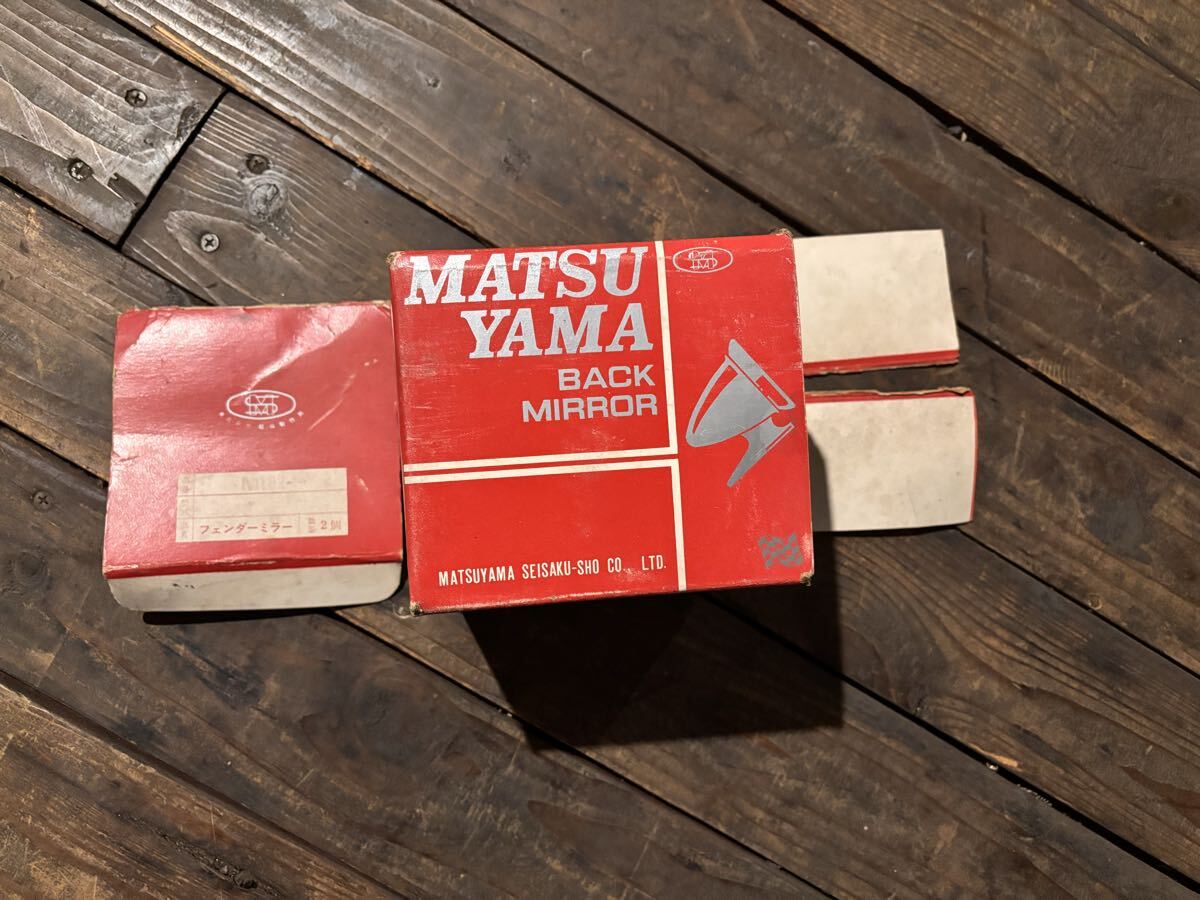 MATSU
YAMA
BACK
MIRROR
MATSUYAMA SEISAKU-SHO CO., LTD.
フェンダーミラー
2個